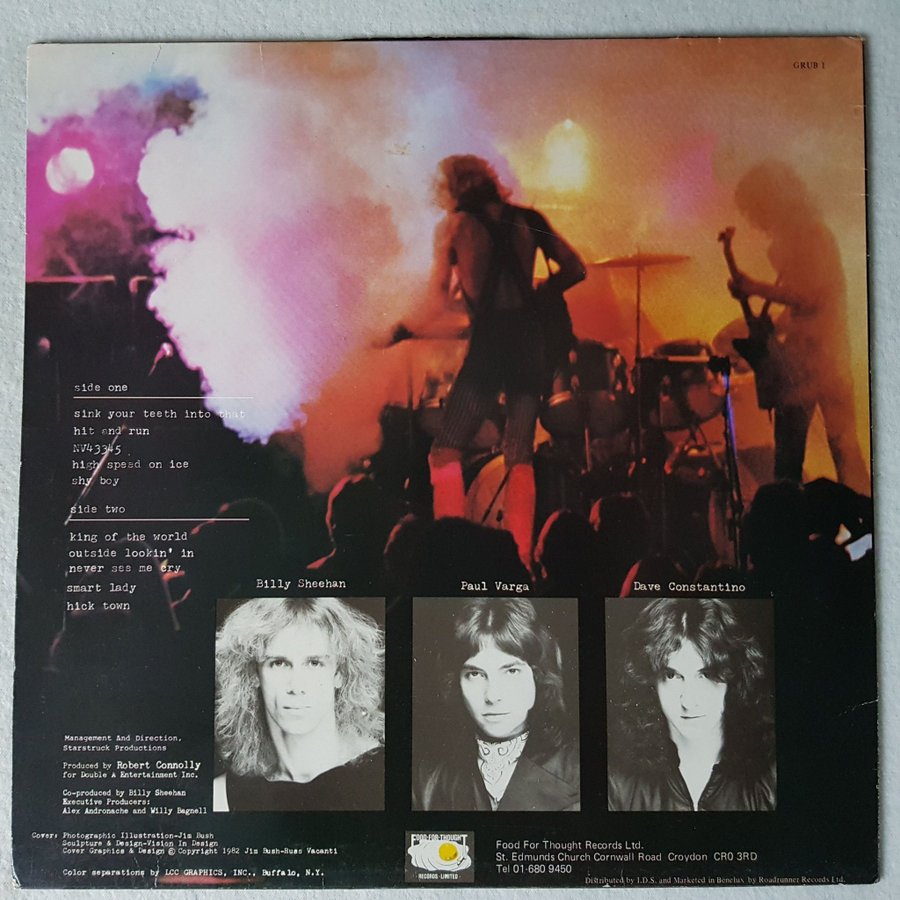 GRUB 1
side one
sink your teeth into that
hit and run
NV43345
high speed on ice
shy boy
side two
king of the world
outside lookin' in
never see me cry
smart lady
hick town
Billy Sheehan
Paul Varga
Dave Constantino
Management And Direction,
Starstruck Productions
Produced by Robert Connolly
for Double A Entertainment Inc.
Co-produced by Billy Sheehan
Executive Producers:
Alex Andronache and Willy Bagnell
Cover: Photographic Illustration-Jim Bush
Sculpture & Design-Vision In Design
Cover Graphics & Design © Copyright 1982 Jim Bush-Russ Vacanti
Color separations by LCC GRAPHICS, INC., Buffalo, N.Y.
FOOD·FOR·THOUGHT
RECORDS LIMITED
Food For Thought Records Ltd.
St. Edmunds Church Cornwall Road Croydon CR0 3RD
Tel 01-680 9450
Distributed by I.D.S. and Marketed in Benelux by Roadrunner Records Ltd.